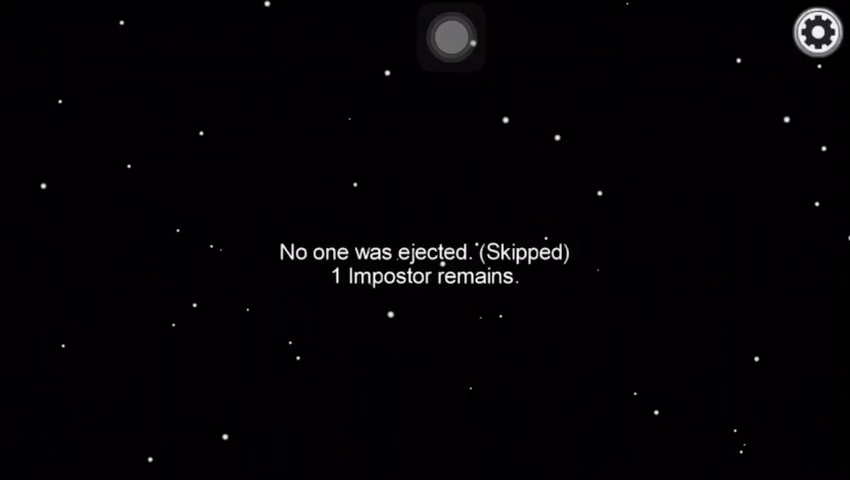 No one was ejected. (Skipped)
1 Impostor remains.